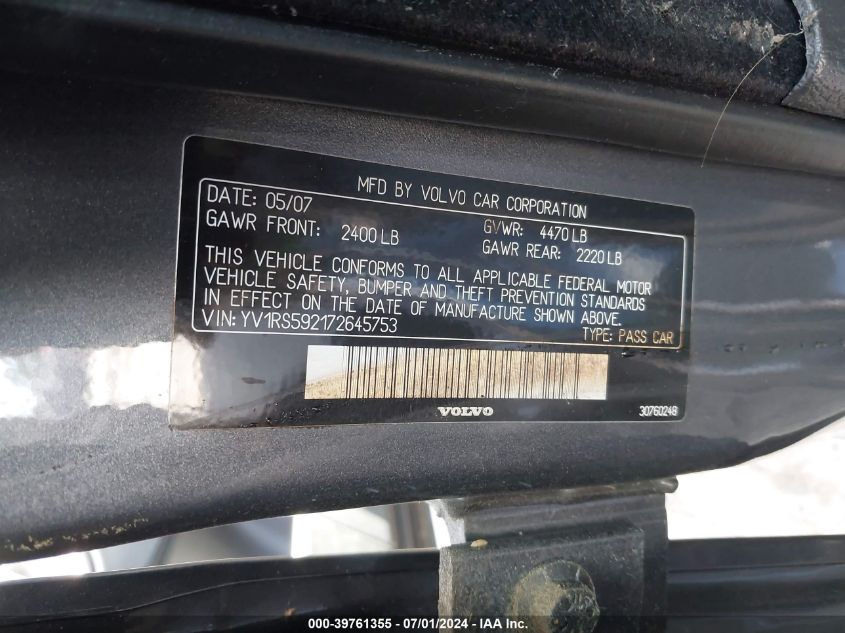 MFD BY VOLVO CAR CORPORATION
DATE: 05/07
GVWR: 4470 LB
GAWR FRONT: 2400 LB
GAWR REAR: 2220 LB
THIS VEHICLE CONFORMS TO ALL APPLICABLE FEDERAL MOTOR
VEHICLE SAFETY, BUMPER AND THEFT PREVENTION STANDARDS
IN EFFECT ON THE DATE OF MANUFACTURE SHOWN ABOVE.
VIN: YV1RS592172645753
TYPE: PASS CAR
VOLVO
30760248
000-39761355 - 07/01/2024 - IAA Inc.